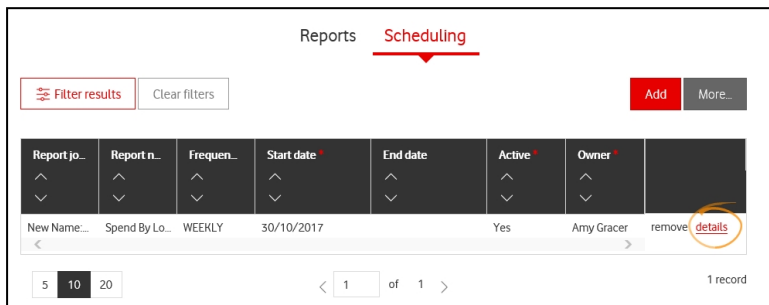 Reports Scheduling
Filter results Clear filters Add More...
Report jo... Report n... Frequen... Start date * End date Active * Owner *
New Name:... Spend By Lo... WEEKLY 30/10/2017 Yes Amy Gracer remove details
5 10 20 1 of 1 1 record